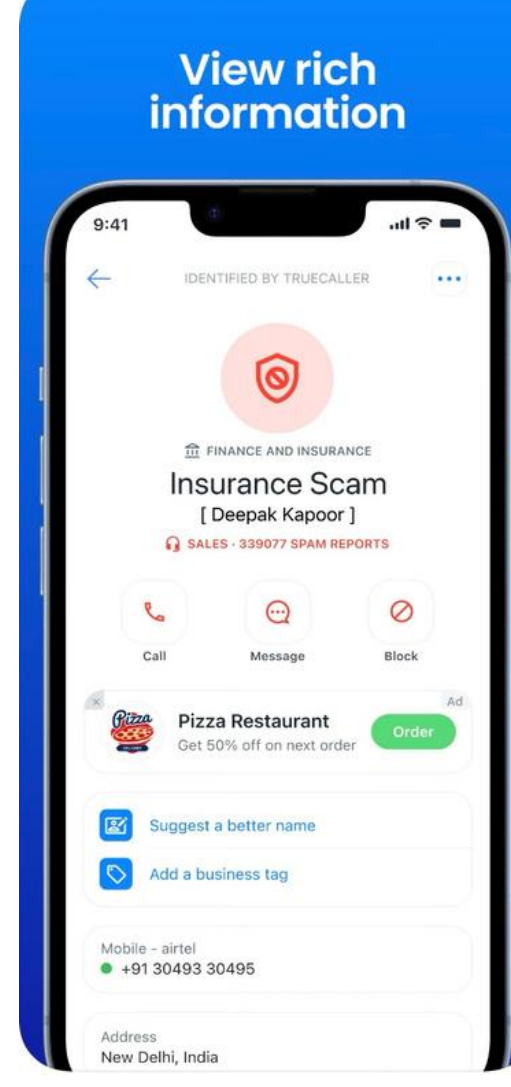 View rich
information
9:41
IDENTIFIED BY TRUECALLER
FINANCE AND INSURANCE
Insurance Scam
[ Deepak Kapoor ]
SALES · 339077 SPAM REPORTS
Call Message Block
Ad
Pizza
Pizza Restaurant
Get 50% off on next order
Order
Suggest a better name
Add a business tag
Mobile - airtel
+91 30493 30495
Address
New Delhi, India